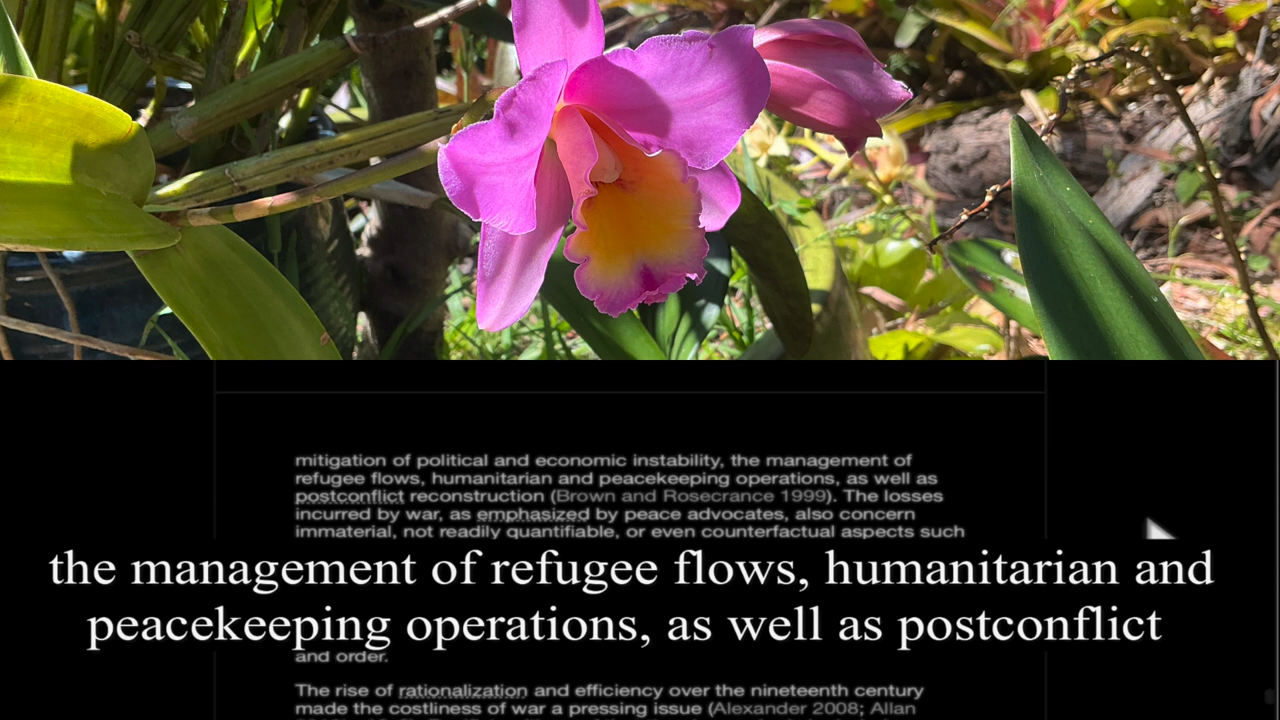 mitigation of political and economic instability, the management of
refugee flows, humanitarian and peacekeeping operations, as well as
postconflict reconstruction (Brown and Rosecrance 1999). The losses
incurred by war, as emphasized by peace advocates, also concern
immaterial, not readily quantifiable, or even counterfactual aspects such
the management of refugee flows, humanitarian and
peacekeeping operations, as well as postconflict
and order.
The rise of rationalization and efficiency over the nineteenth century
made the costliness of war a pressing issue (Alexander 2008; Allan